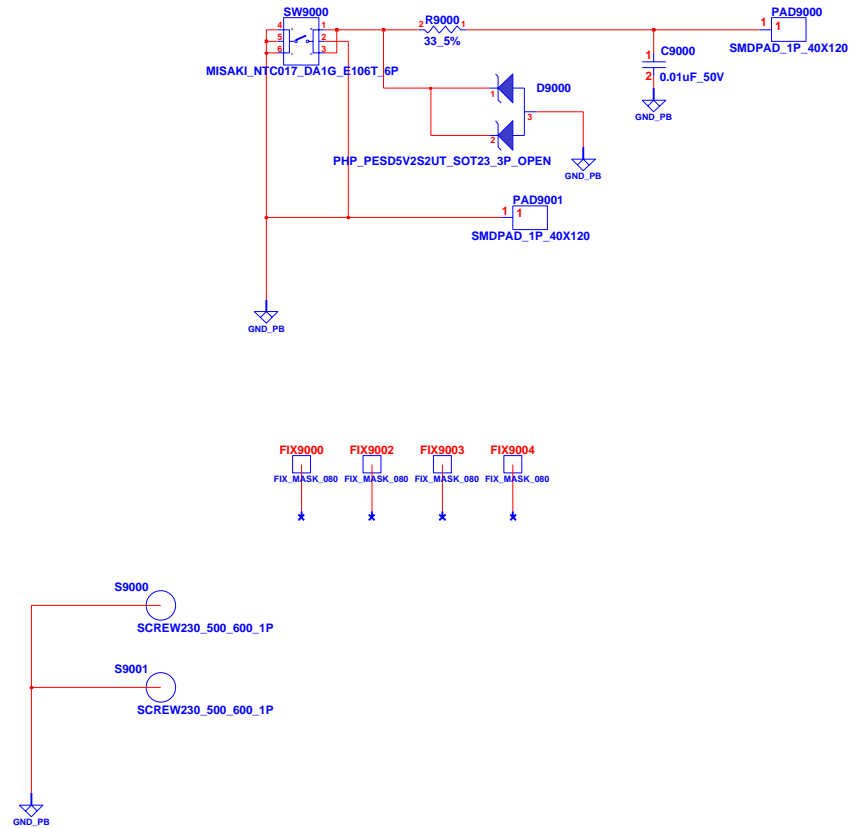 SW9000
4
5
6
1
2
3
MISAKI_NTC017_DA1G_E106T_6P
R9000
2
1
33_5%
PAD9000
1
1
SMDPAD_1P_40X120
C9000
1
2
0.01uF_50V
GND_PB
D9000
1
2
3
PHP_PESD5V2S2UT_SOT23_3P_OPEN
GND_PB
PAD9001
1
1
SMDPAD_1P_40X120
GND_PB
FIX9000
FIX_MASK_080
FIX9002
FIX_MASK_080
FIX9003
FIX_MASK_080
FIX9004
FIX_MASK_080
S9000
SCREW230_500_600_1P
S9001
SCREW230_500_600_1P
GND_PB